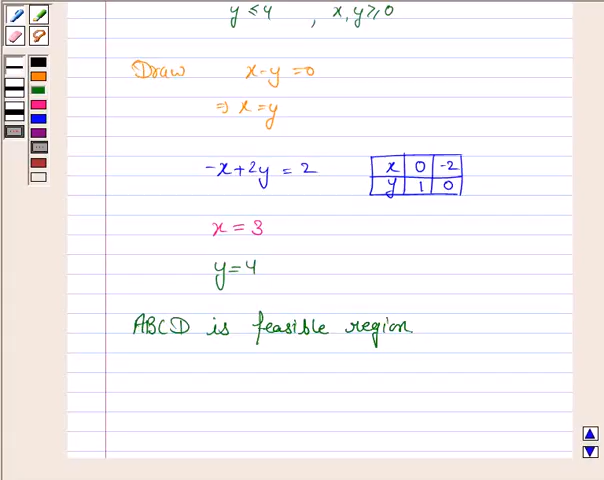 y ≤ 4 , x, y ≥ 0
Draw x - y = 0
⇒ x = y
-x + 2y = 2
x 0 -2
y 1 0
x = 3
y = 4
ABCD is feasible region